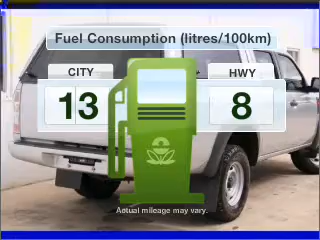 Fuel Consumption (litres/100km)
CITY HWY
13 8
Actual mileage may vary.